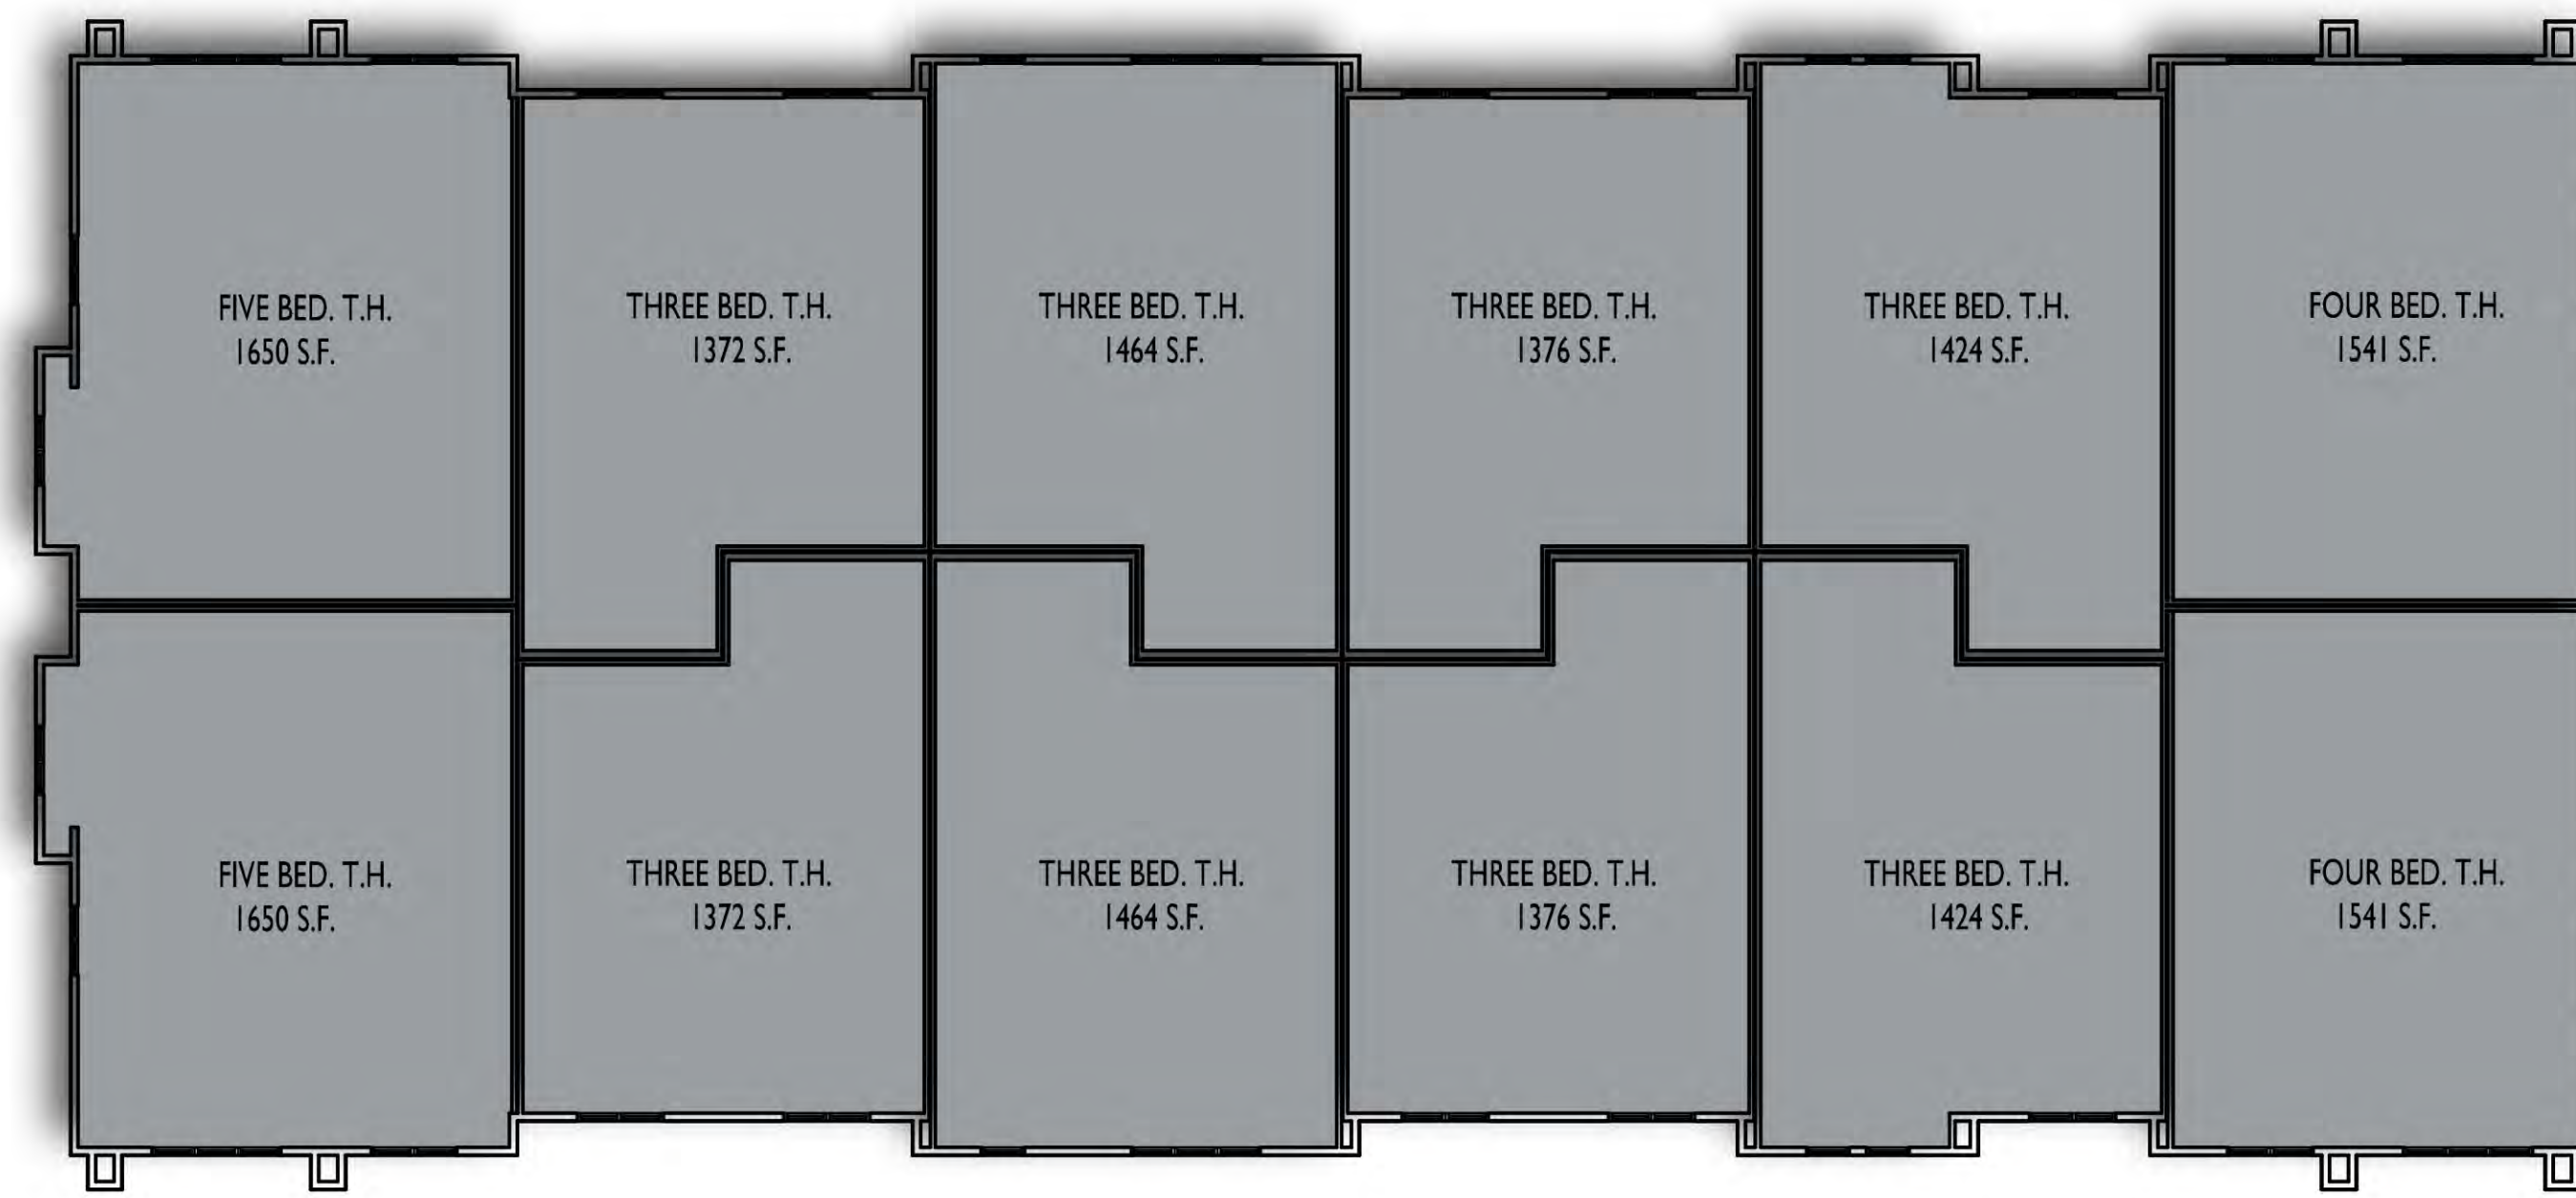 FIVE BED. T.H.
1650 S.F.
THREE BED. T.H.
1372 S.F.
THREE BED. T.H.
1464 S.F.
THREE BED. T.H.
1376 S.F.
THREE BED. T.H.
1424 S.F.
FOUR BED. T.H.
1541 S.F.
FIVE BED. T.H.
1650 S.F.
THREE BED. T.H.
1372 S.F.
THREE BED. T.H.
1464 S.F.
THREE BED. T.H.
1376 S.F.
THREE BED. T.H.
1424 S.F.
FOUR BED. T.H.
1541 S.F.